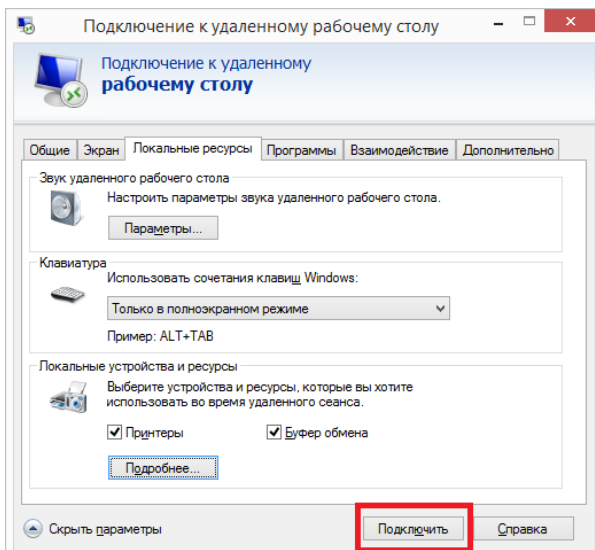 Подключение к удаленному рабочему столу
Подключение к удаленному
рабочему столу
Общие Экран Локальные ресурсы Программы Взаимодействие Дополнительно
Звук удаленного рабочего стола
Настроить параметры звука удаленного рабочего стола.
Параметры...
Клавиатура
Использовать сочетания клавиш Windows:
Только в полноэкранном режиме
Пример: ALT+TAB
Локальные устройства и ресурсы
Выберите устройства и ресурсы, которые вы хотите
использовать во время удаленного сеанса.
Принтеры Буфер обмена
Подробнее...
Скрыть параметры Подключить Справка